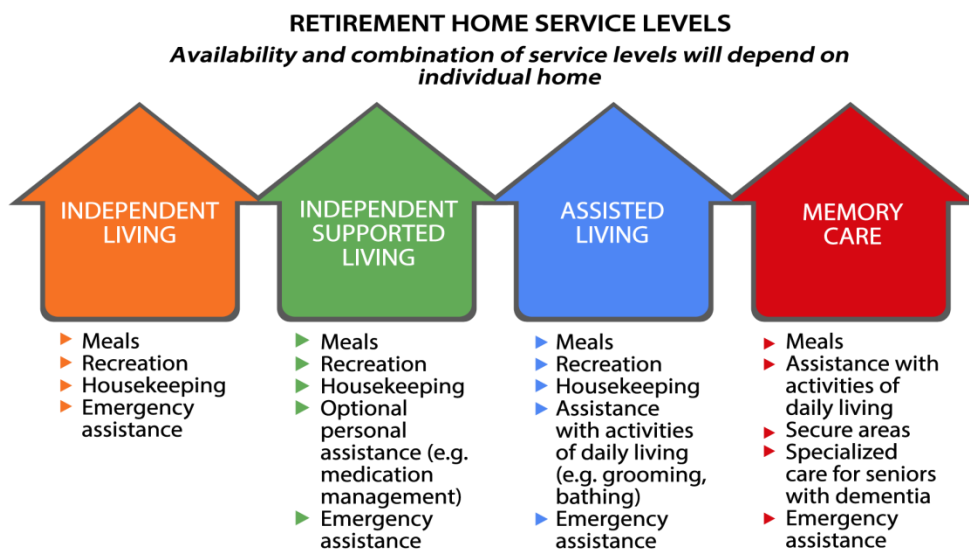 RETIREMENT HOME SERVICE LEVELS
Availability and combination of service levels will depend on
individual home
INDEPENDENT
LIVING
Meals
Recreation
Housekeeping
Emergency
assistance
INDEPENDENT
SUPPORTED
LIVING
Meals
Recreation
Housekeeping
Optional
personal
assistance (e.g.
medication
management)
Emergency
assistance
ASSISTED
LIVING
Meals
Recreation
Housekeeping
Assistance
with activities
of daily living
(e.g. grooming,
bathing)
Emergency
assistance
MEMORY
CARE
Meals
Assistance with
activities of
daily living
Secure areas
Specialized
care for seniors
with dementia
Emergency
assistance